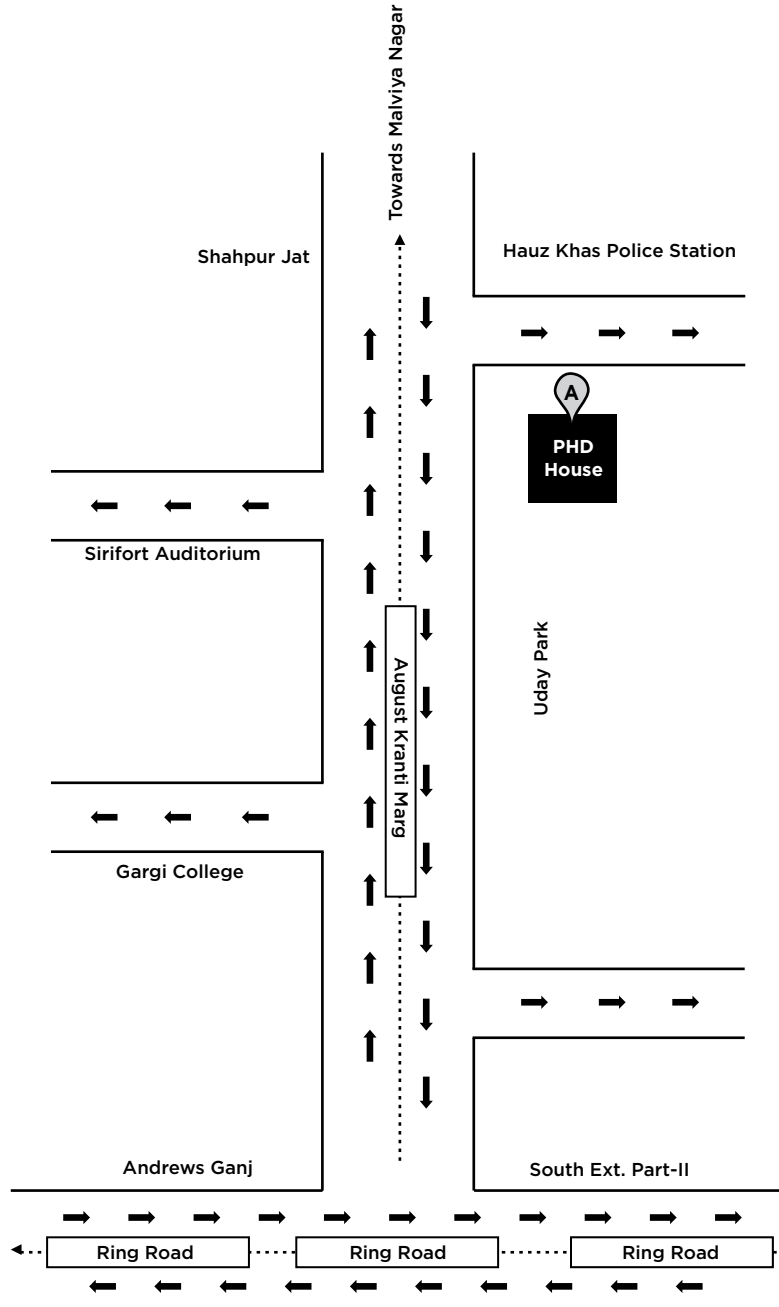 Towards Malviya Nagar
Shahpur Jat
Hauz Khas Police Station
A
PHD
House
Sirifort Auditorium
Uday Park
August Kranti Marg
Gargi College
Andrews Ganj
South Ext. Part-II
Ring Road
Ring Road
Ring Road